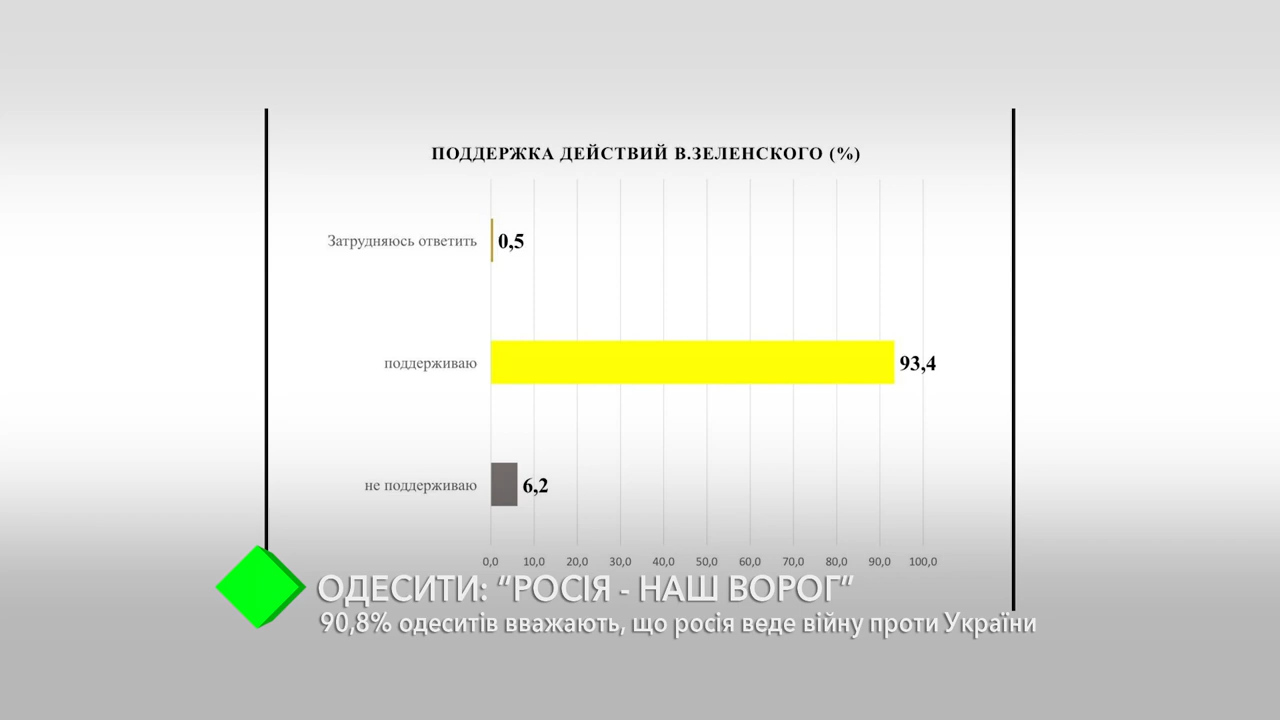 ПОДДЕРЖКА ДЕЙСТВИЙ В.ЗЕЛЕНСКОГО (%)
Затрудняюсь ответить 0,5
поддерживаю 93,4
не поддерживаю 6,2
0,0 10,0 20,0 30,0 40,0 50,0 60,0 70,0 80,0 90,0 100,0
ОДЕСИТИ: “РОСІЯ - НАШ ВОРОГ”
90,8% одеситів вважають, що росія веде війну проти України